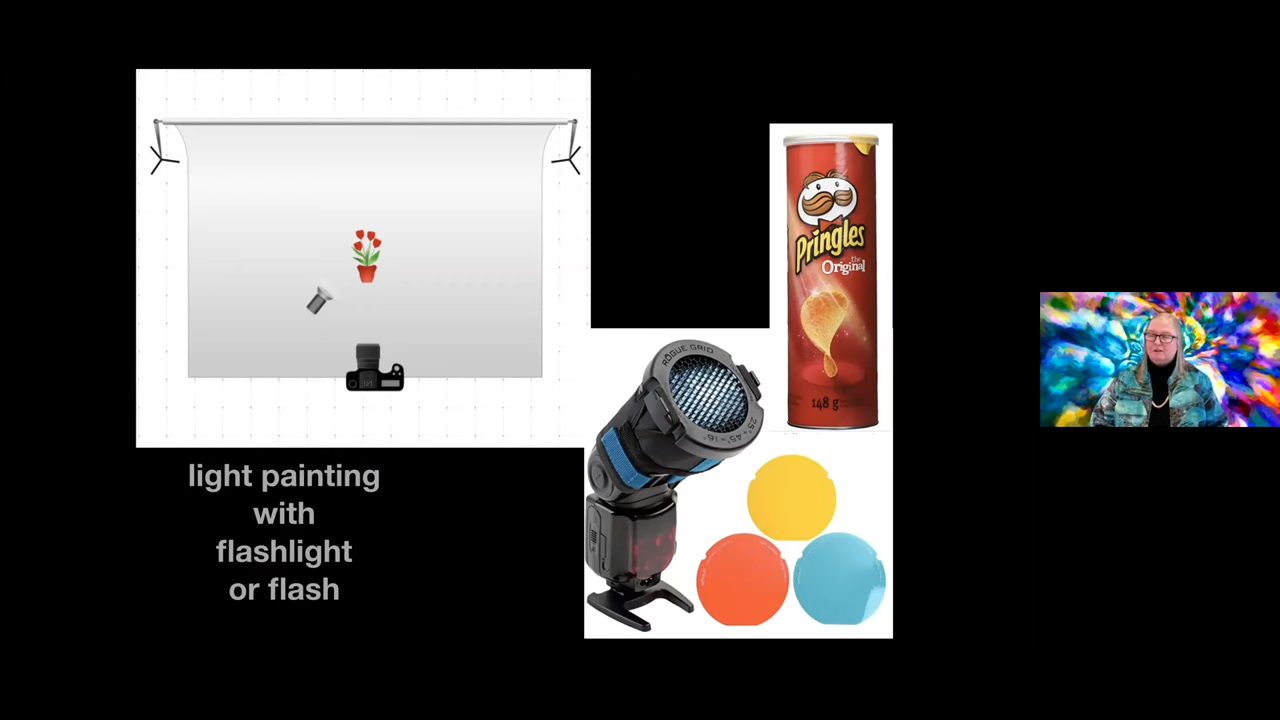 light painting
with
flashlight
or flash
Pringles
the
Original
148 g
ROGUE GRID
25° + 45° = 16°